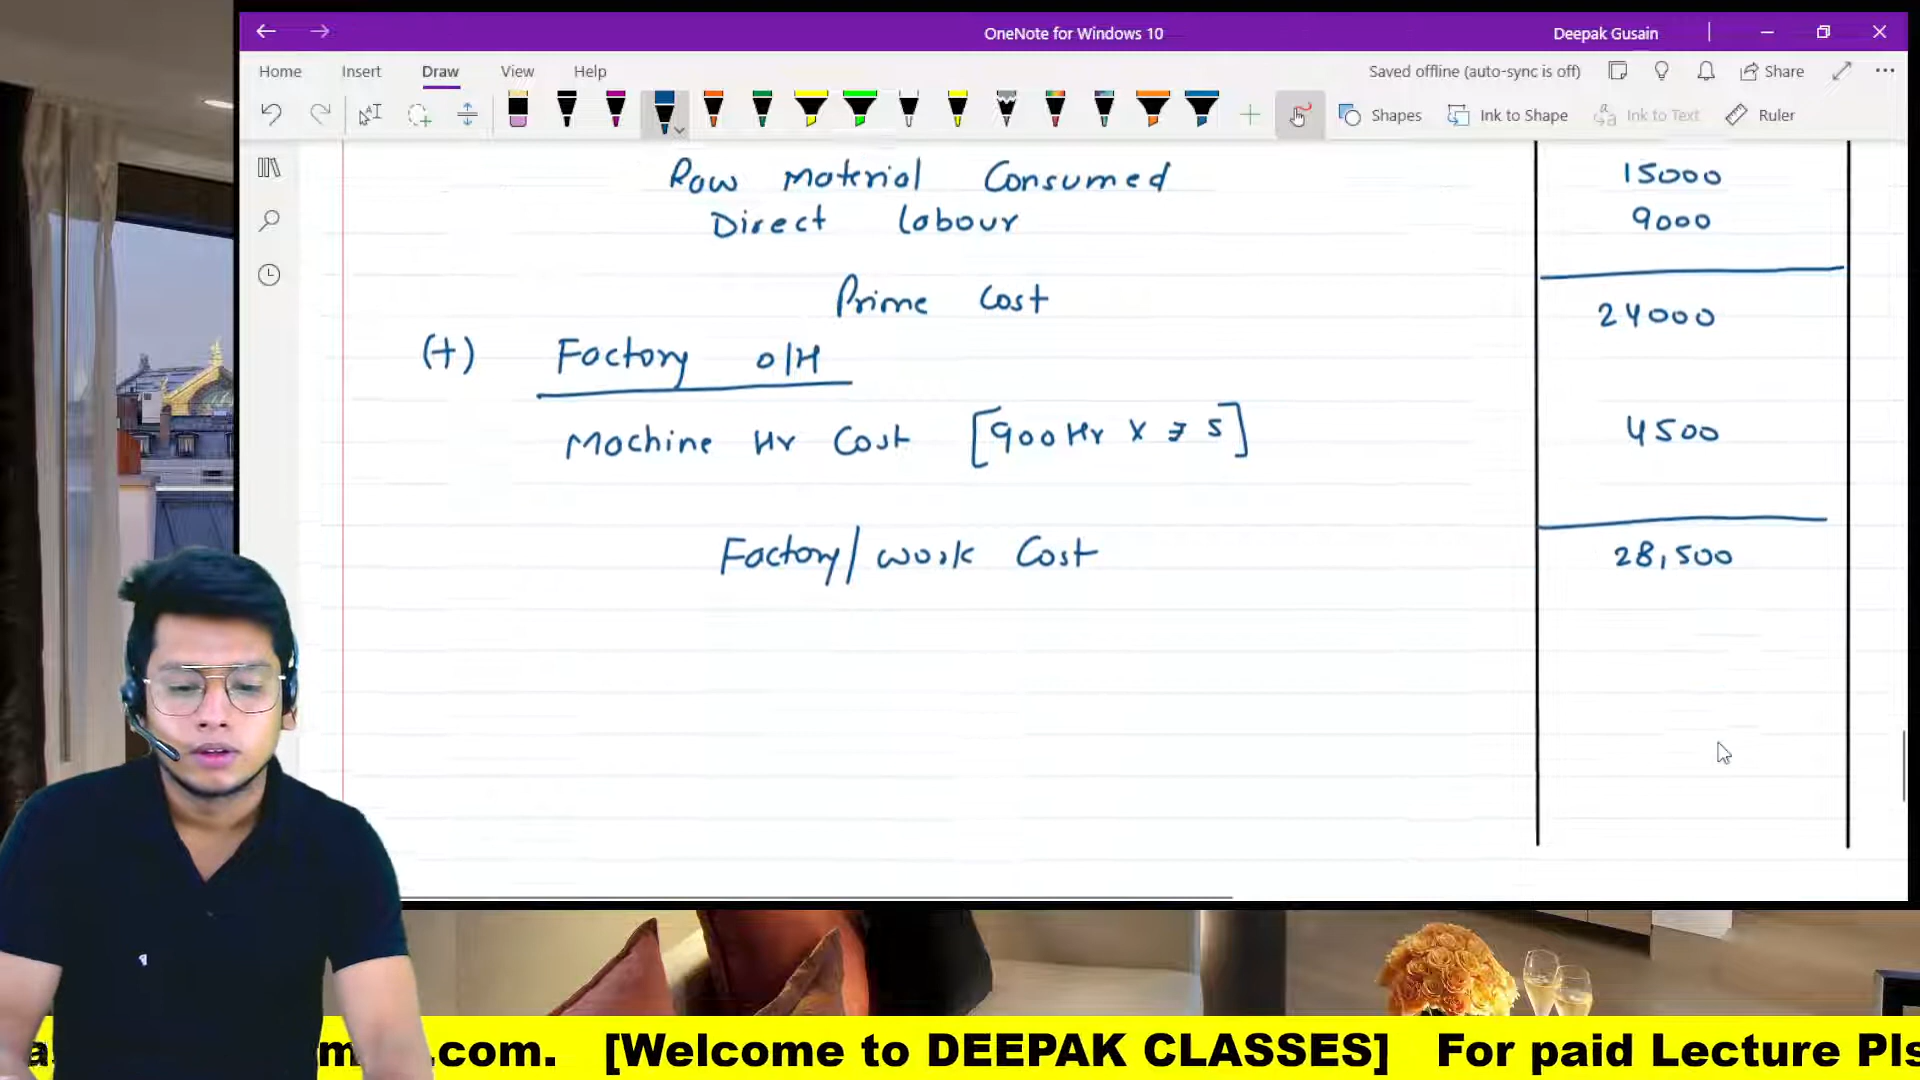 OneNote for Windows 10
Deepak Gusain
Home Insert Draw View Help
Saved offline (auto-sync is off)
Share
Shapes
Ink to Shape
Ink to Text
Ruler
Raw Material Consumed 15000
Direct labour 9000
Prime Cost 24000
(+) Factory O/H
Machine Hr Cost [900 Hr X ₹ 5] 4500
Factory/work Cost 28,500
.com. [Welcome to DEEPAK CLASSES] For paid Lecture Pls